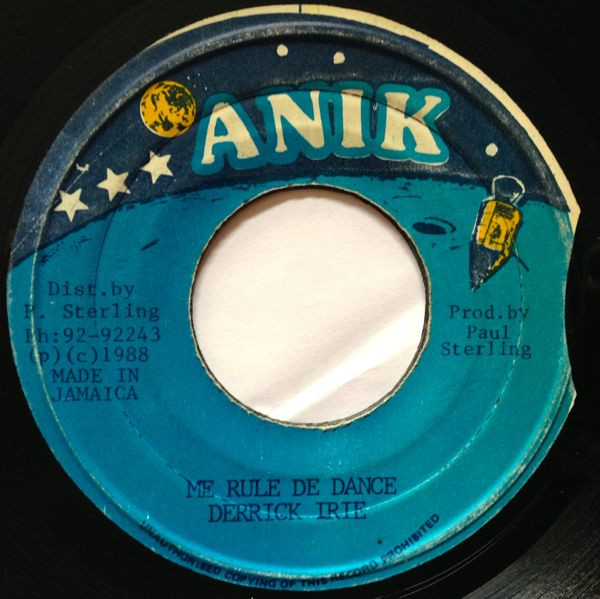 ANIK
Dist.by
P. Sterling
Ph:92-92243
(p)(c)1988
MADE IN
JAMAICA
Prod.by
Paul
Sterling
ME RULE DE DANCE
DERRICK IRIE
UNAUTHORISED COPYING OF THIS RECORD PROHIBITED